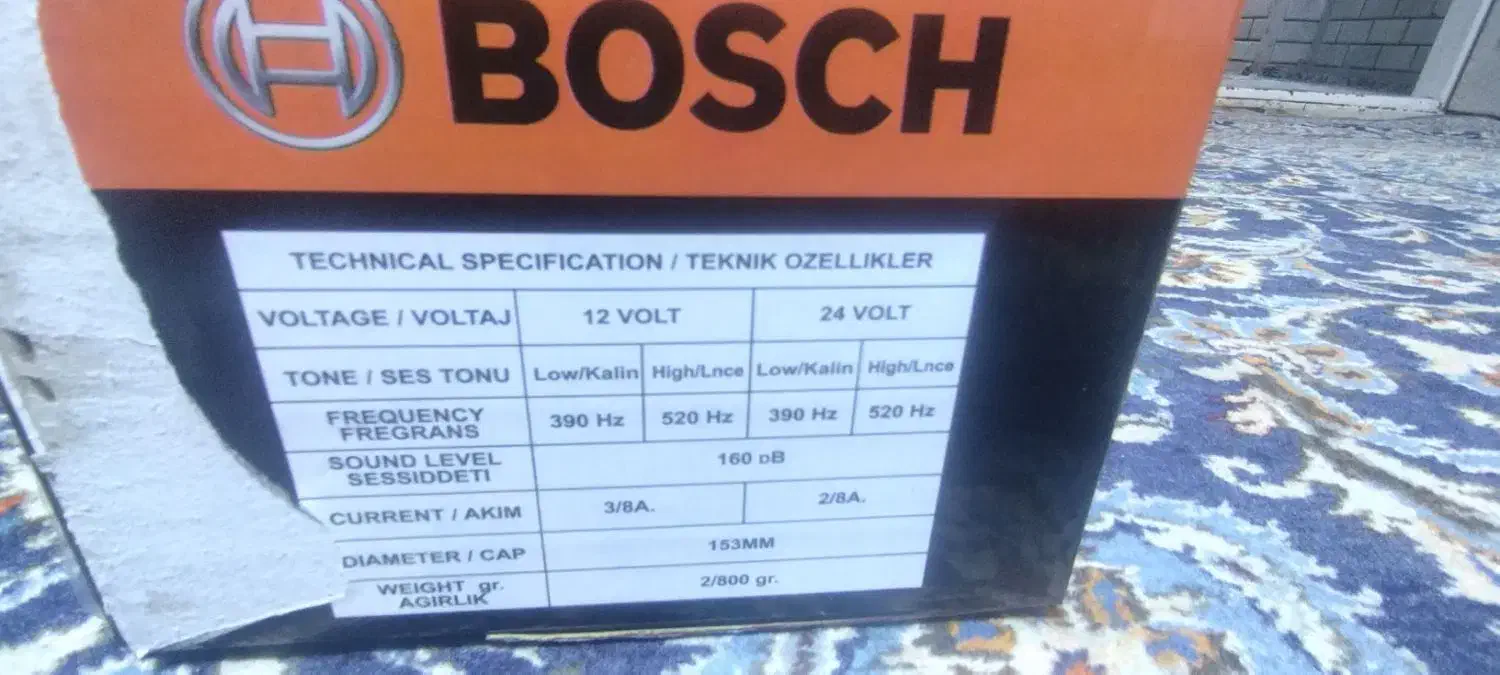 BOSCH
TECHNICAL SPECIFICATION / TEKNIK OZELLIKLER
VOLTAGE / VOLTAJ 12 VOLT 24 VOLT
TONE / SES TONU Low/Kalin High/Lnce Low/Kalin High/Lnce
FREQUENCY
FREGRANS 390 Hz 520 Hz 390 Hz 520 Hz
SOUND LEVEL
SESSIDDETI 160 DB
CURRENT / AKIM 3/8A. 2/8A.
DIAMETER / CAP 153MM
WEIGHT gr.
AGIRLIK 2/800 gr.